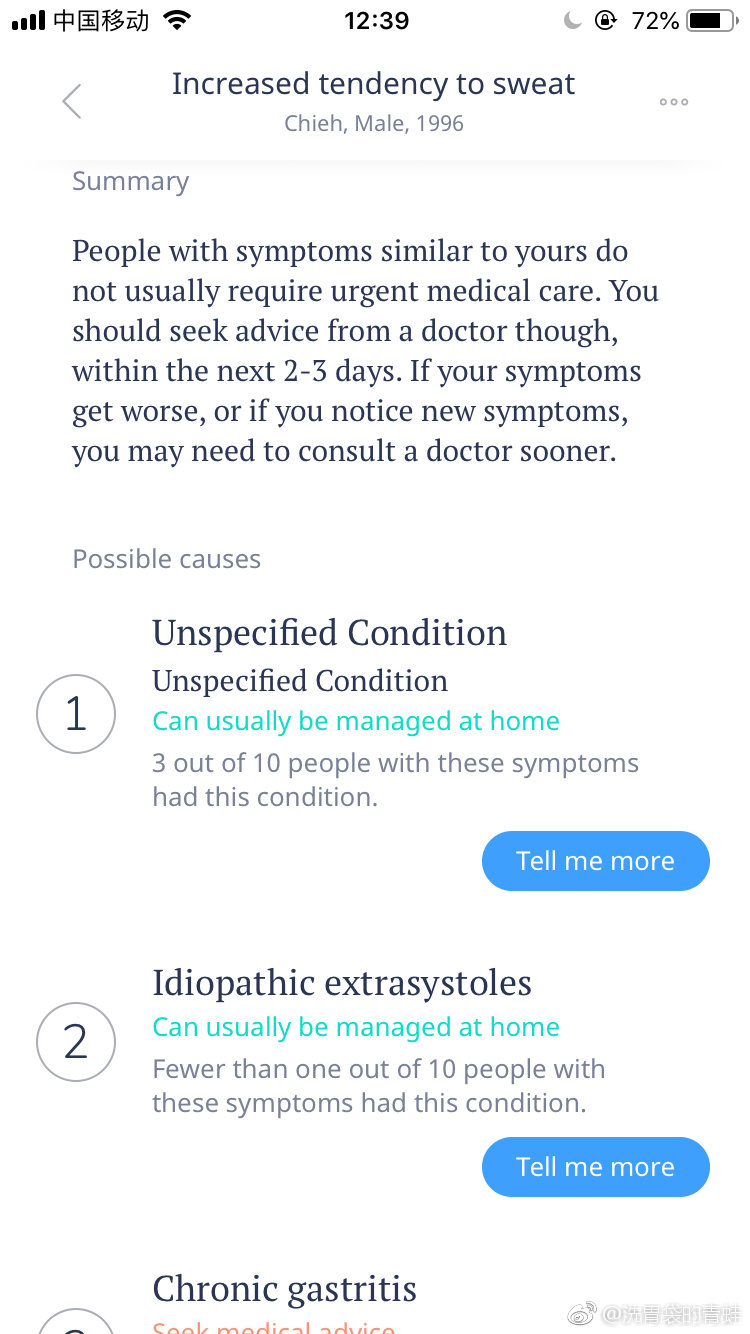 中国移动
12:39
72%
Increased tendency to sweat
Chieh, Male, 1996
Summary
People with symptoms similar to yours do
not usually require urgent medical care. You
should seek advice from a doctor though,
within the next 2-3 days. If your symptoms
get worse, or if you notice new symptoms,
you may need to consult a doctor sooner.
Possible causes
1
Unspecified Condition
Unspecified Condition
Can usually be managed at home
3 out of 10 people with these symptoms
had this condition.
Tell me more
2
Idiopathic extrasystoles
Can usually be managed at home
Fewer than one out of 10 people with
these symptoms had this condition.
Tell me more
Chronic gastritis
Seek medical advice
@洗胃袋的青蛙